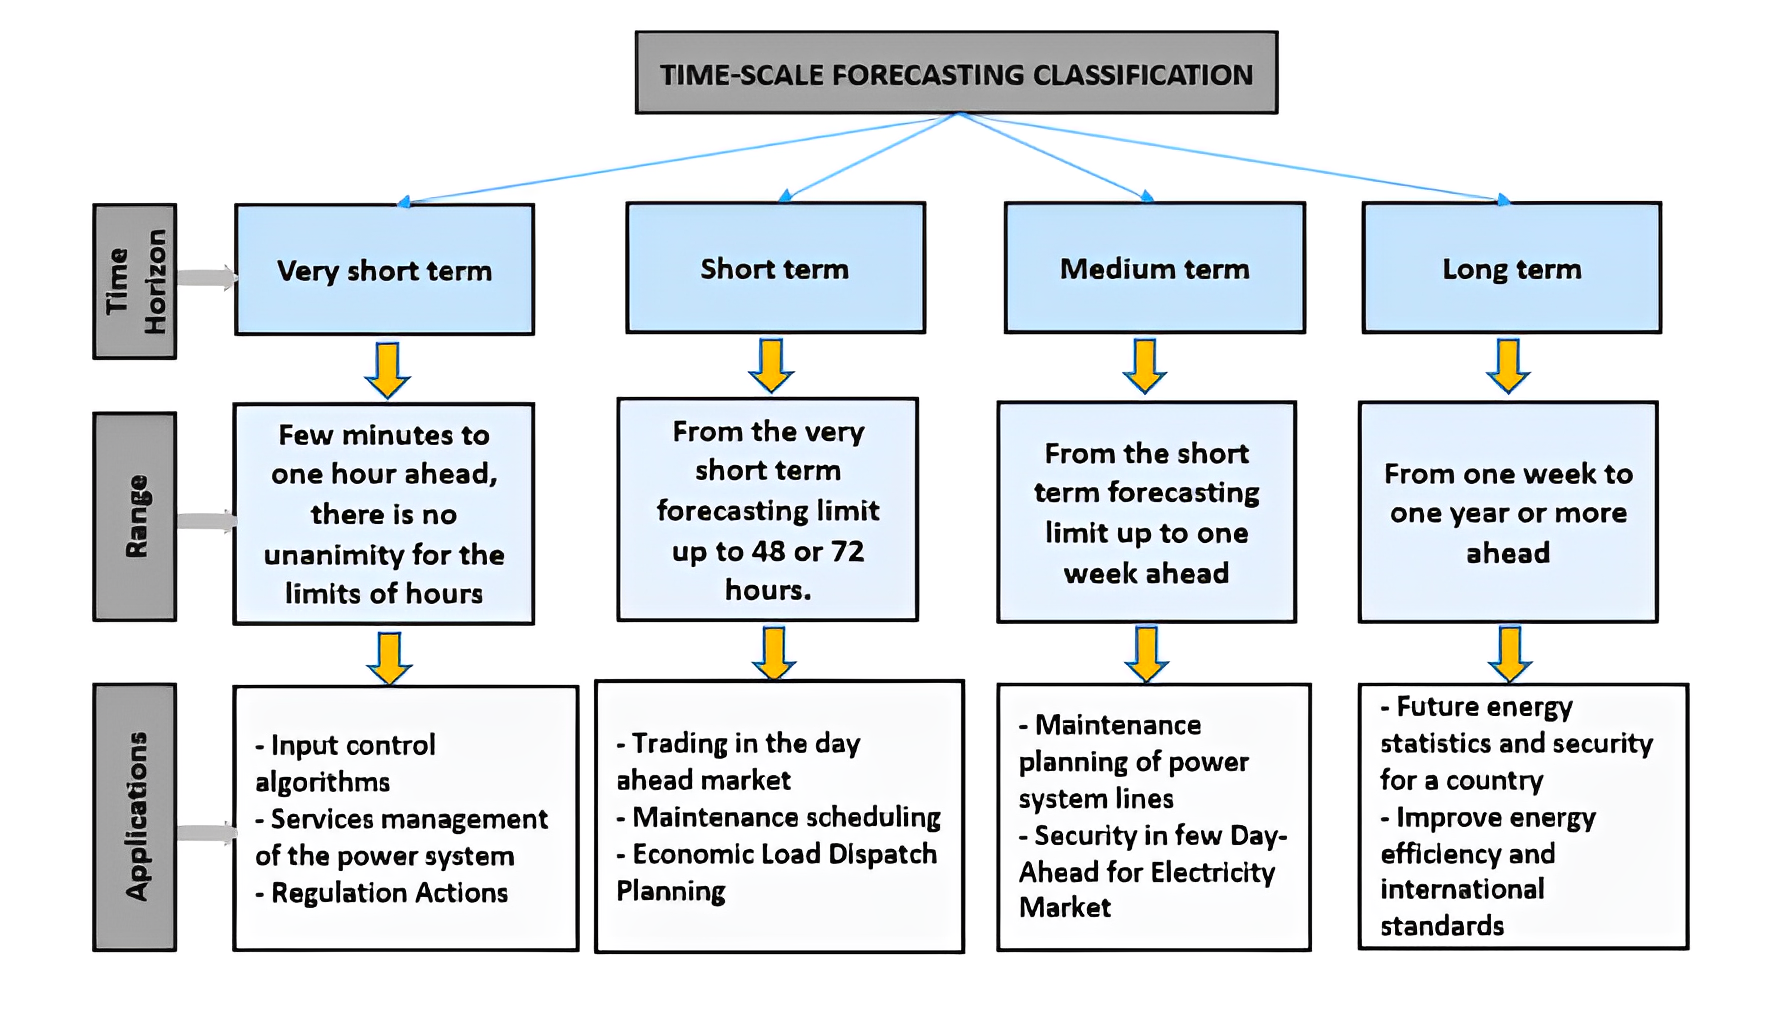 TIME-SCALE FORECASTING CLASSIFICATION
Time
Horizon
Very short term
Short term
Medium term
Long term
Range
Few minutes to
one hour ahead,
there is no
unanimity for the
limits of hours
From the very
short term
forecasting limit
up to 48 or 72
hours.
From the short
term forecasting
limit up to one
week ahead
From one week to
one year or more
ahead
Applications
- Input control
algorithms
- Services management
of the power system
- Regulation Actions
- Trading in the day
ahead market
- Maintenance scheduling
- Economic Load Dispatch
Planning
- Maintenance
planning of power
system lines
- Security in few Day-
Ahead for Electricity
Market
- Future energy
statistics and security
for a country
- Improve energy
efficiency and
international
standards